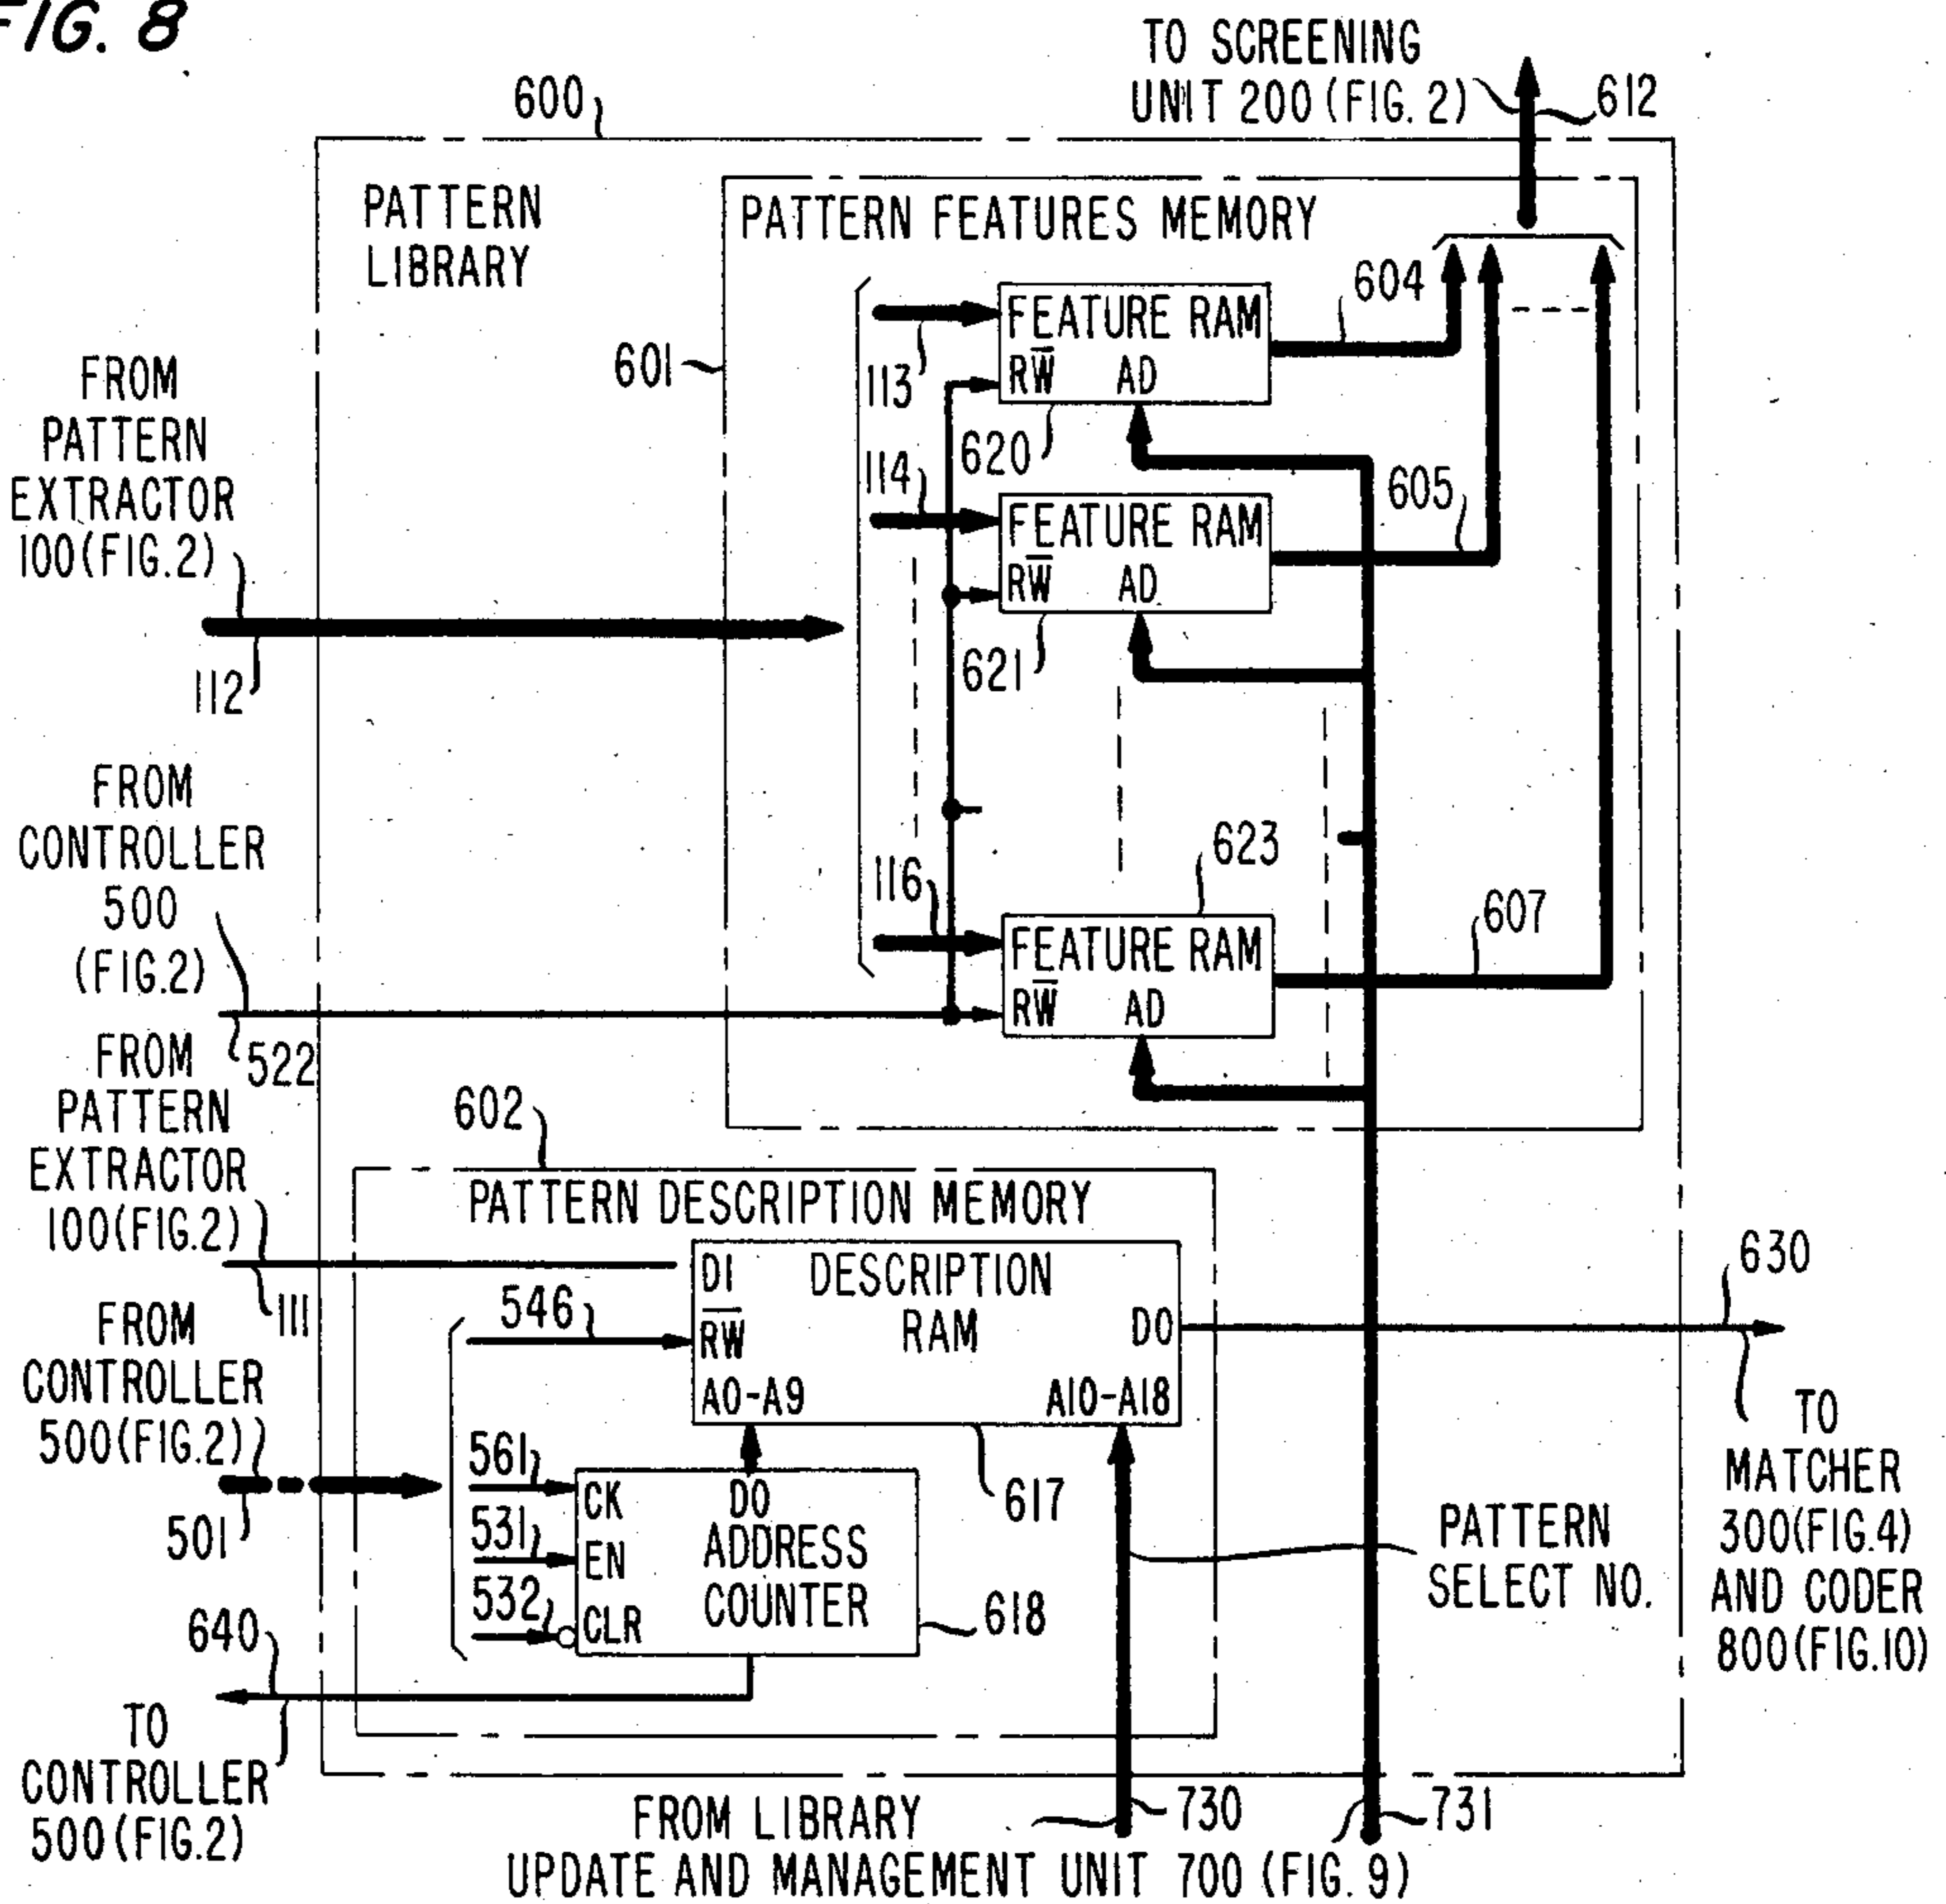 FIG. 8
TO SCREENING
UNIT 200 (FIG. 2)
612
600
PATTERN
LIBRARY
PATTERN FEATURES MEMORY
601
604
FEATURE RAM
RW̅ AD
113
620
FROM
PATTERN
EXTRACTOR
100 (FIG.2)
112
114
605
FEATURE RAM
RW̅ AD
621
FROM
CONTROLLER
500
(FIG.2)
522
116
623
607
FEATURE RAM
RW̅ AD
602
PATTERN DESCRIPTION MEMORY
FROM
PATTERN
EXTRACTOR
100(FIG.2)
111
DI DESCRIPTION
RAM
R̅W̅ DO
A0-A9 A10-A18
546
617
630
TO
MATCHER
300(FIG.4)
AND CODER
800(FIG.10)
FROM
CONTROLLER
500(FIG.2)
501
561
531
532
CK DO
EN ADDRESS
CLR COUNTER
618
PATTERN
SELECT NO.
640
TO
CONTROLLER
500 (FIG.2)
730
731
FROM LIBRARY
UPDATE AND MANAGEMENT UNIT 700 (FIG. 9)